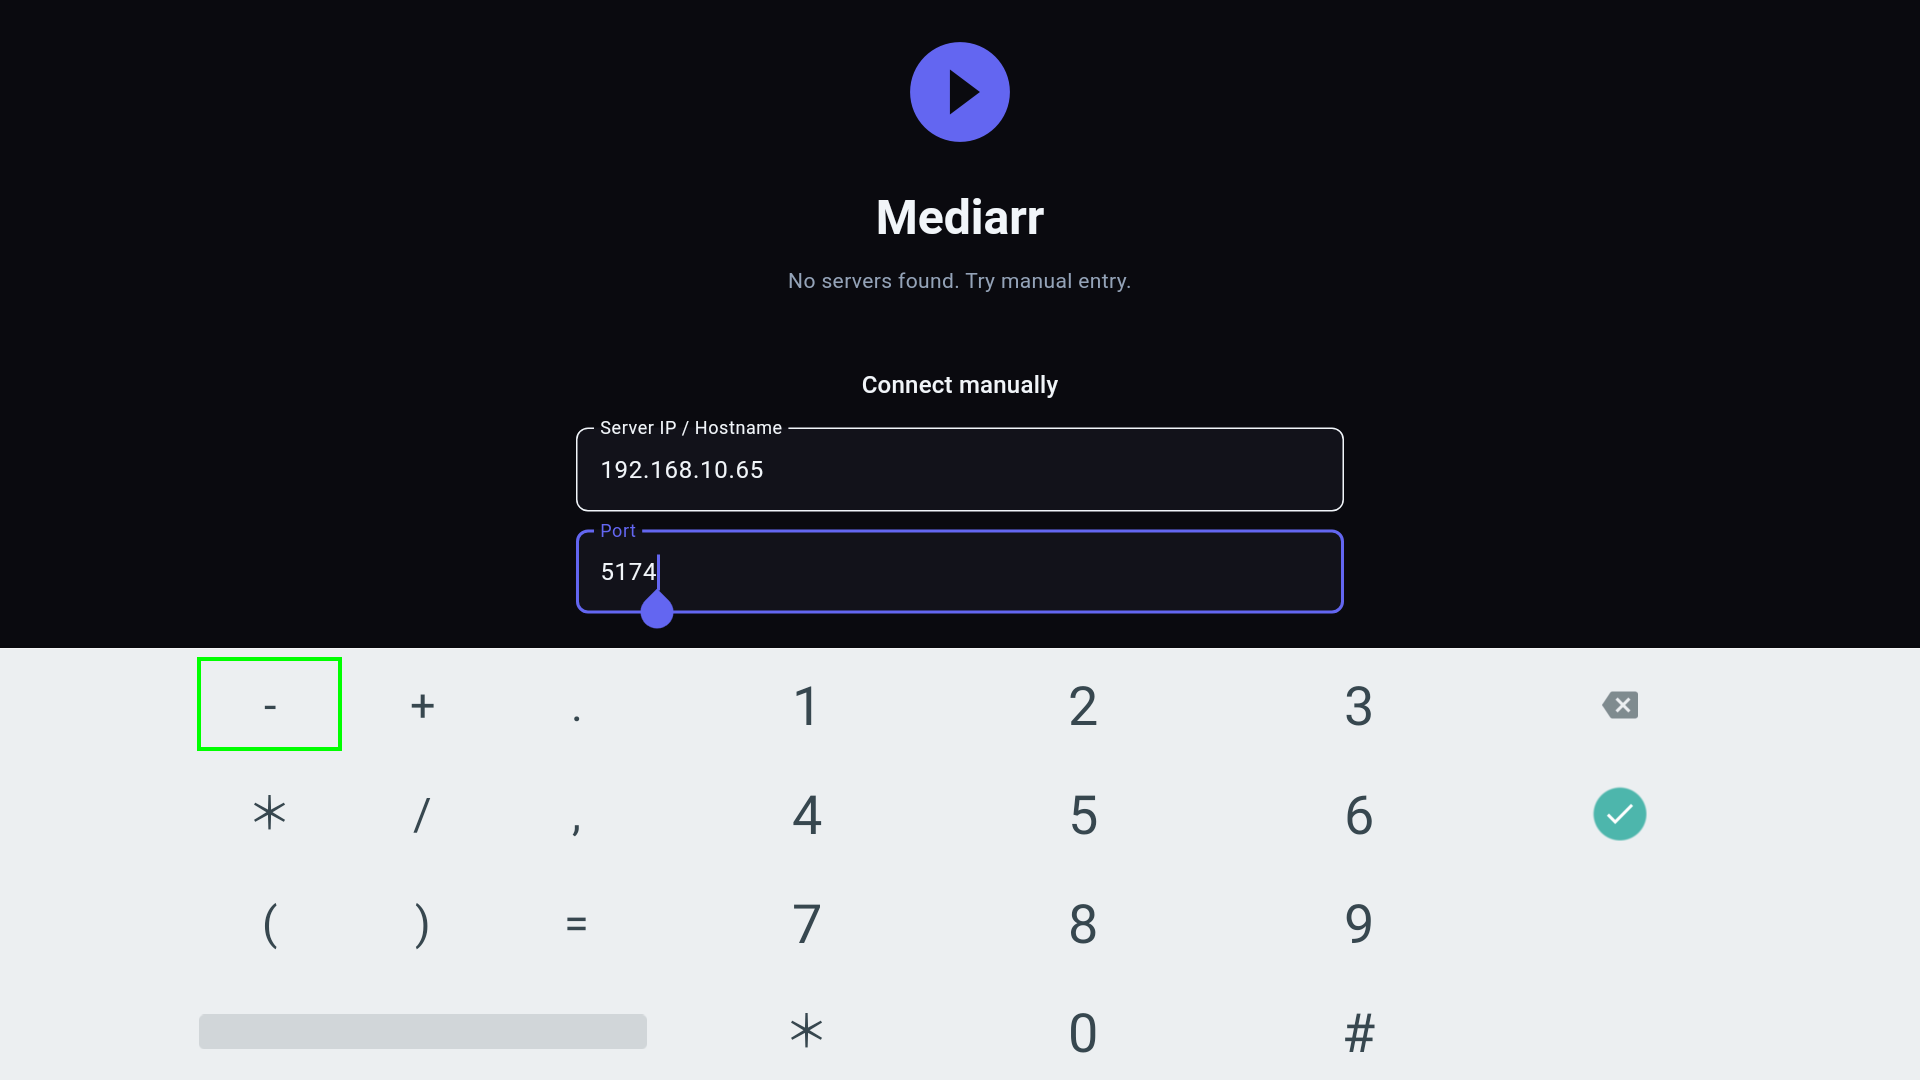 Mediarr
No servers found. Try manual entry.
Connect manually
Server IP / Hostname
192.168.10.65
Port
5174
- + . 1 2 3
* / , 4 5 6
( ) = 7 8 9
* 0 #